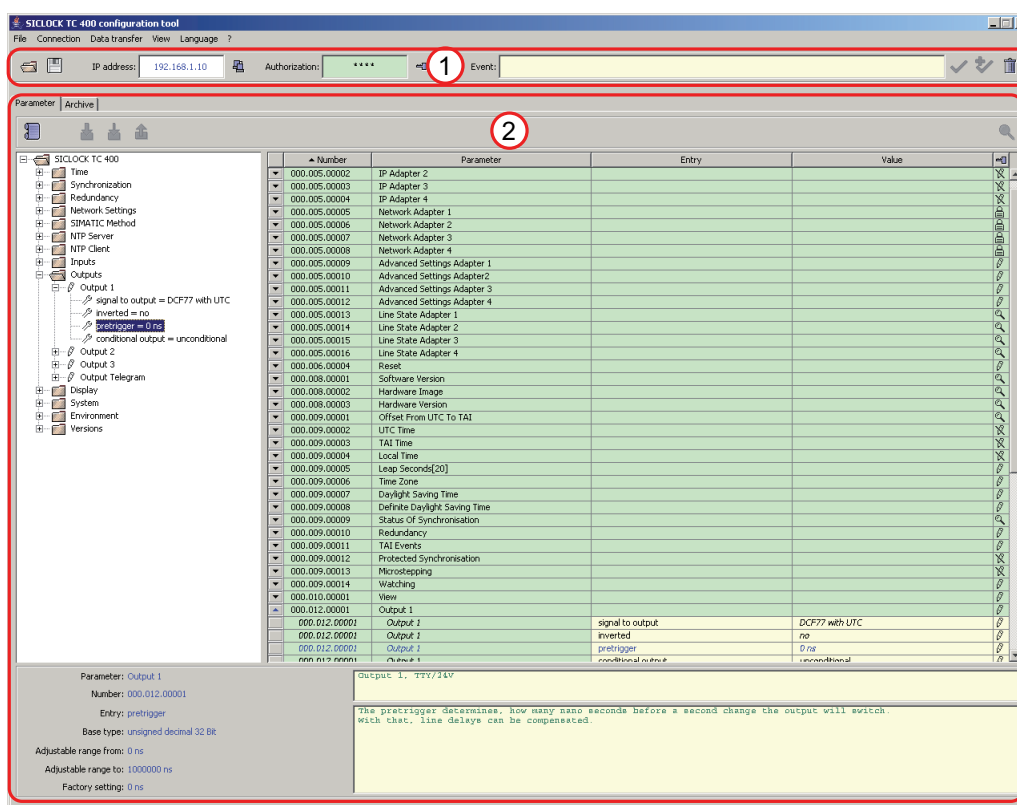 SICLOCK TC 400 configuration tool
File Connection Data transfer View Language ?
IP address: 192.168.1.10 Authorization: **** 1 Event:
Parameter Archive
2
SICLOCK TC 400
Time
Synchronization
Redundancy
Network Settings
SIMATIC Method
NTP Server
NTP Client
Inputs
Outputs
Output 1
signal to output = DCF77 with UTC
inverted = no
pretrigger = 0 ns
conditional output = unconditional
Output 2
Output 3
Output Telegram
Display
System
Environment
Versions
Number Parameter Entry Value
000.005.00002 IP Adapter 2
000.005.00003 IP Adapter 3
000.005.00004 IP Adapter 4
000.005.00005 Network Adapter 1
000.005.00006 Network Adapter 2
000.005.00007 Network Adapter 3
000.005.00008 Network Adapter 4
000.005.00009 Advanced Settings Adapter 1
000.005.00010 Advanced Settings Adapter2
000.005.00011 Advanced Settings Adapter 3
000.005.00012 Advanced Settings Adapter 4
000.005.00013 Line State Adapter 1
000.005.00014 Line State Adapter 2
000.005.00015 Line State Adapter 3
000.005.00016 Line State Adapter 4
000.006.00004 Reset
000.008.00001 Software Version
000.008.00002 Hardware Image
000.008.00003 Hardware Version
000.009.00001 Offset From UTC To TAI
000.009.00002 UTC Time
000.009.00003 TAI Time
000.009.00004 Local Time
000.009.00005 Leap Seconds[20]
000.009.00006 Time Zone
000.009.00007 Daylight Saving Time
000.009.00008 Definite Daylight Saving Time
000.009.00009 Status Of Synchronisation
000.009.00010 Redundancy
000.009.00011 TAI Events
000.009.00012 Protected Synchronisation
000.009.00013 Microstepping
000.009.00014 Watching
000.010.00001 View
000.012.00001 Output 1
000.012.00001 Output 1 signal to output DCF77 with UTC
000.012.00001 Output 1 inverted no
000.012.00001 Output 1 pretrigger 0 ns
000.012.00001 Output 1 conditional output unconditional
Parameter: Output 1
Number: 000.012.00001
Entry: pretrigger
Base type: unsigned decimal 32 Bit
Adjustable range from: 0 ns
Adjustable range to: 1000000 ns
Factory setting: 0 ns
Output 1, TTY/24V
The pretrigger determines, how many nano seconds before a second change the output will switch.
With that, line delays can be compensated.